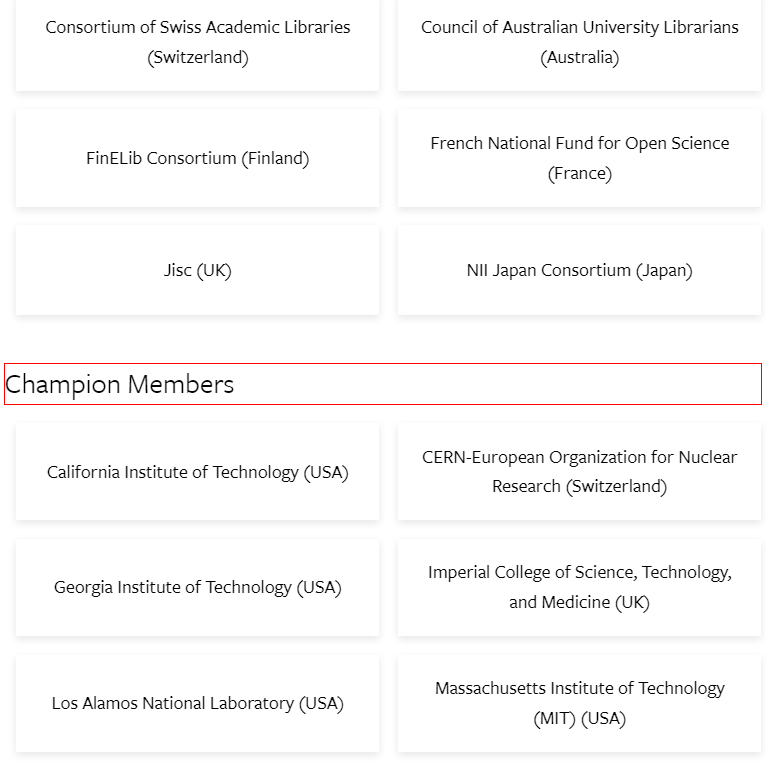 Consortium of Swiss Academic Libraries
(Switzerland)
Council of Australian University Librarians
(Australia)
FinELib Consortium (Finland)
French National Fund for Open Science
(France)
Jisc (UK)
NII Japan Consortium (Japan)
Champion Members
California Institute of Technology (USA)
CERN-European Organization for Nuclear
Research (Switzerland)
Georgia Institute of Technology (USA)
Imperial College of Science, Technology,
and Medicine (UK)
Los Alamos National Laboratory (USA)
Massachusetts Institute of Technology
(MIT) (USA)